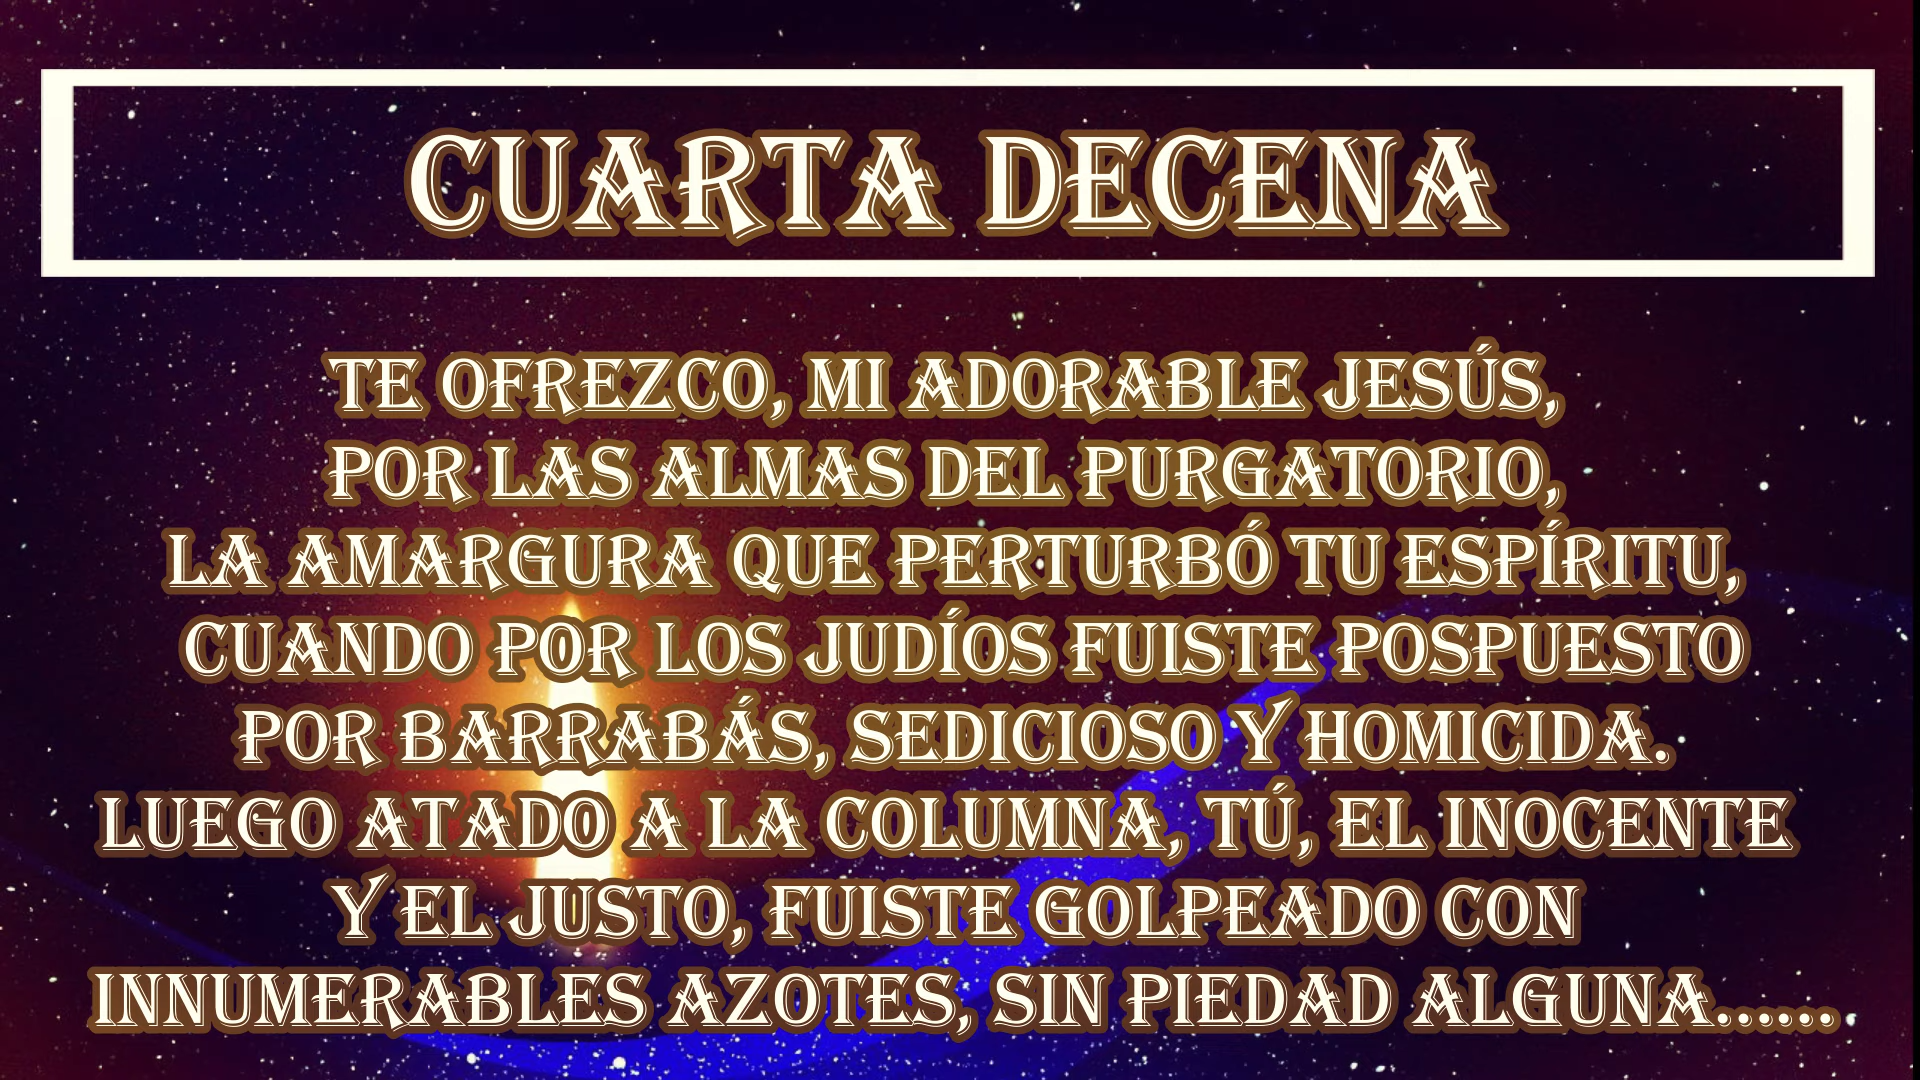 CUARTA DECENA
TE OFREZCO, MI ADORABLE JESÚS,
POR LAS ALMAS DEL PURGATORIO,
LA AMARGURA QUE PERTURBÓ TU ESPÍRITU,
CUANDO POR LOS JUDÍOS FUISTE POSPUESTO
POR BARRABÁS, SEDICIOSO Y HOMICIDA.
LUEGO ATADO A LA COLUMNA, TÚ, EL INOCENTE
Y EL JUSTO, FUISTE GOLPEADO CON
INNUMERABLES AZOTES, SIN PIEDAD ALGUNA......